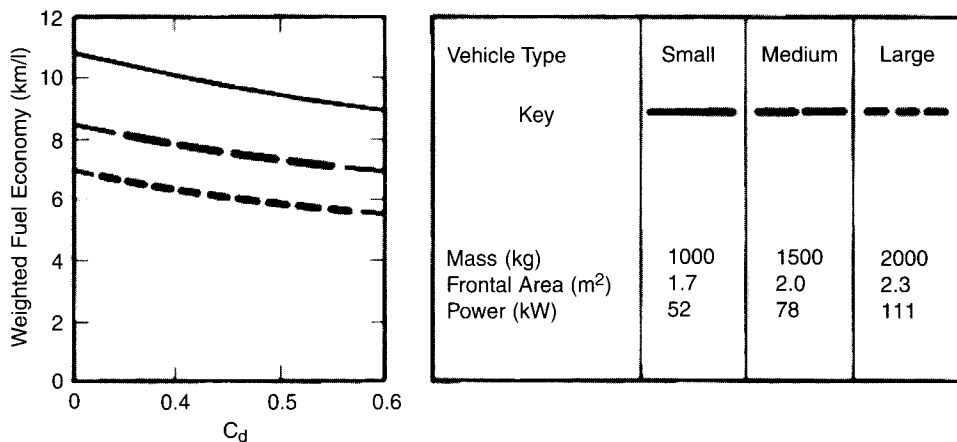 Weighted Fuel Economy (km/l)
12
10
8
6
4
2
0
0 0.4 0.5 0.6
C_d
Vehicle Type Small Medium Large
Key
Mass (kg) 1000 1500 2000
Frontal Area (m²) 1.7 2.0 2.3
Power (kW) 52 78 111